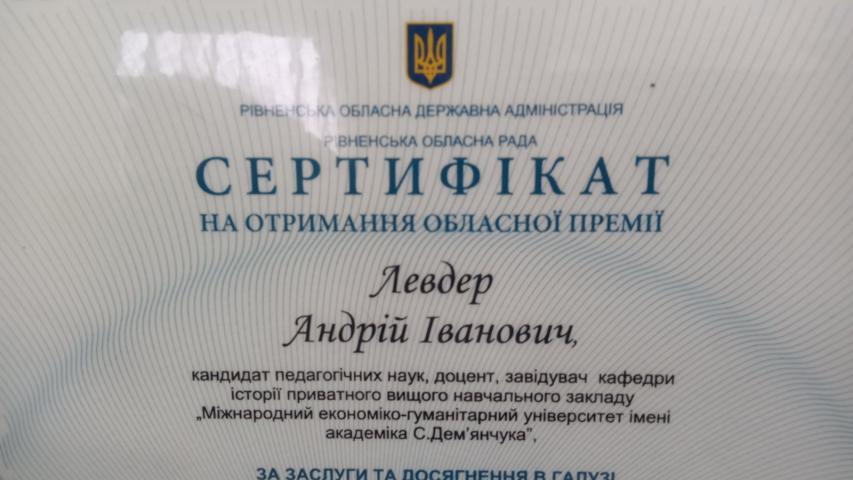 РІВНЕНСЬКА ОБЛАСНА ДЕРЖАВНА АДМІНІСТРАЦІЯ
РІВНЕНСЬКА ОБЛАСНА РАДА
СЕРТИФІКАТ
НА ОТРИМАННЯ ОБЛАСНОЇ ПРЕМІЇ
Левдер
Андрій Іванович,
кандидат педагогічних наук, доцент, завідувач кафедри
історії приватного вищого навчального закладу
„Міжнародний економіко-гуманітарний університет імені
академіка С.Дем’янчука”,
ЗА ЗАСЛУГИ ТА ДОСЯГНЕННЯ В ГАЛУЗІ